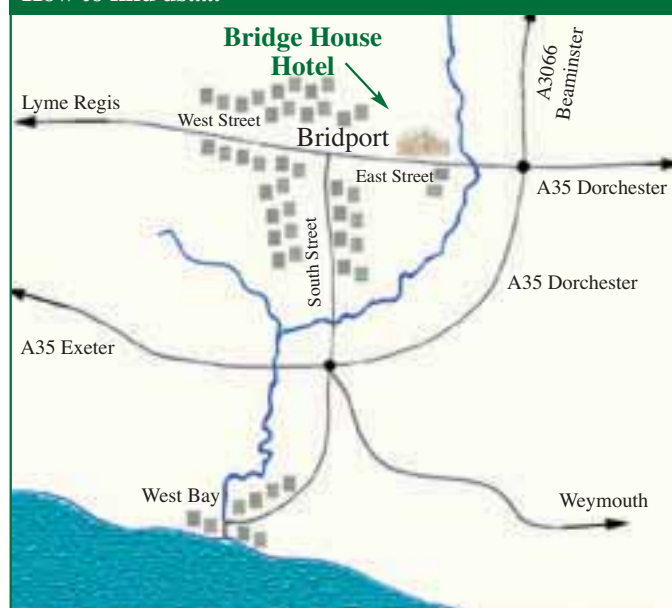 Bridge House
Hotel
A3066
Beaminster
Lyme Regis
West Street
Bridport
East Street
A35 Dorchester
South Street
A35 Dorchester
A35 Exeter
West Bay
Weymouth